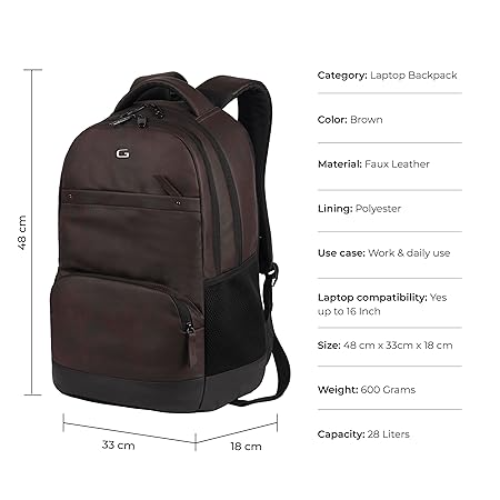 Category: Laptop Backpack
Color: Brown
Material: Faux Leather
Lining: Polyester
Use case: Work & daily use
Laptop compatibility: Yes
up to 16 Inch
Size: 48 cm x 33cm x 18 cm
Weight: 600 Grams
Capacity: 28 Liters
48 cm
33 cm
18 cm
G